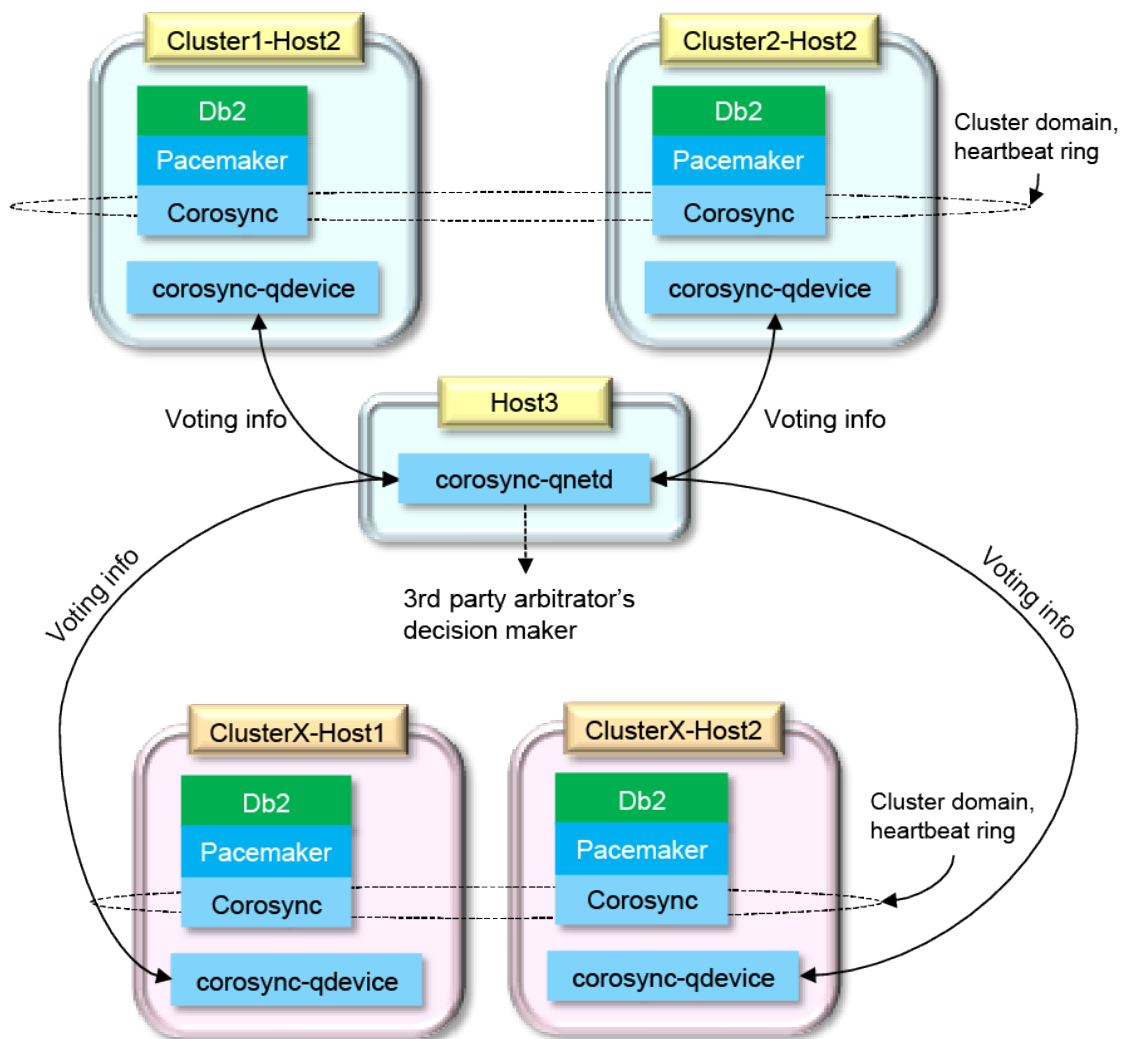 Cluster1-Host2
Cluster2-Host2
Db2
Pacemaker
Corosync
corosync-qdevice
Db2
Pacemaker
Corosync
corosync-qdevice
Cluster domain,
heartbeat ring
Voting info
Host3
Voting info
corosync-qnetd
3rd party arbitrator's
decision maker
Voting info
Voting info
ClusterX-Host1
ClusterX-Host2
Db2
Pacemaker
Corosync
corosync-qdevice
Db2
Pacemaker
Corosync
corosync-qdevice
Cluster domain,
heartbeat ring